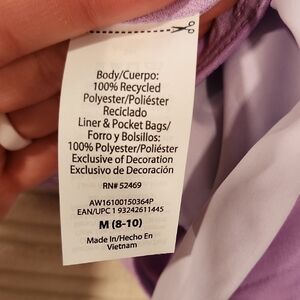 Body/Cuerpo:
100% Recycled
Polyester/Poliéster
Reciclado
Liner & Pocket Bags/
Forro y Bolsillos:
100% Polyester/Poliéster
Exclusive of Decoration
Exclusivo de Decoración
RN# 52469
AW16100150364P
EAN/UPC 1 93242611445
M (8-10)
Made In/Hecho En
Vietnam